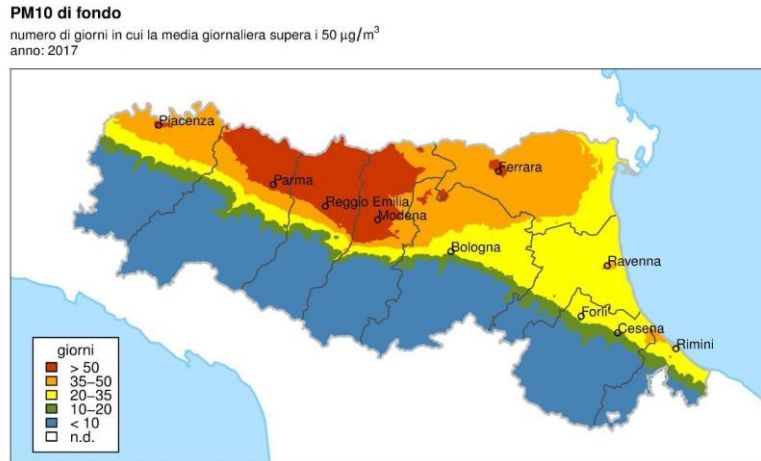 PM10 di fondo
numero di giorni in cui la media giornaliera supera i 50 μg/m³
anno: 2017
Piacenza
Parma
Ferrara
Reggio Emilia
Modena
Bologna
Ravenna
Forlì
Cesena
Rimini
giorni
> 50
35–50
20–35
10–20
< 10
n.d.